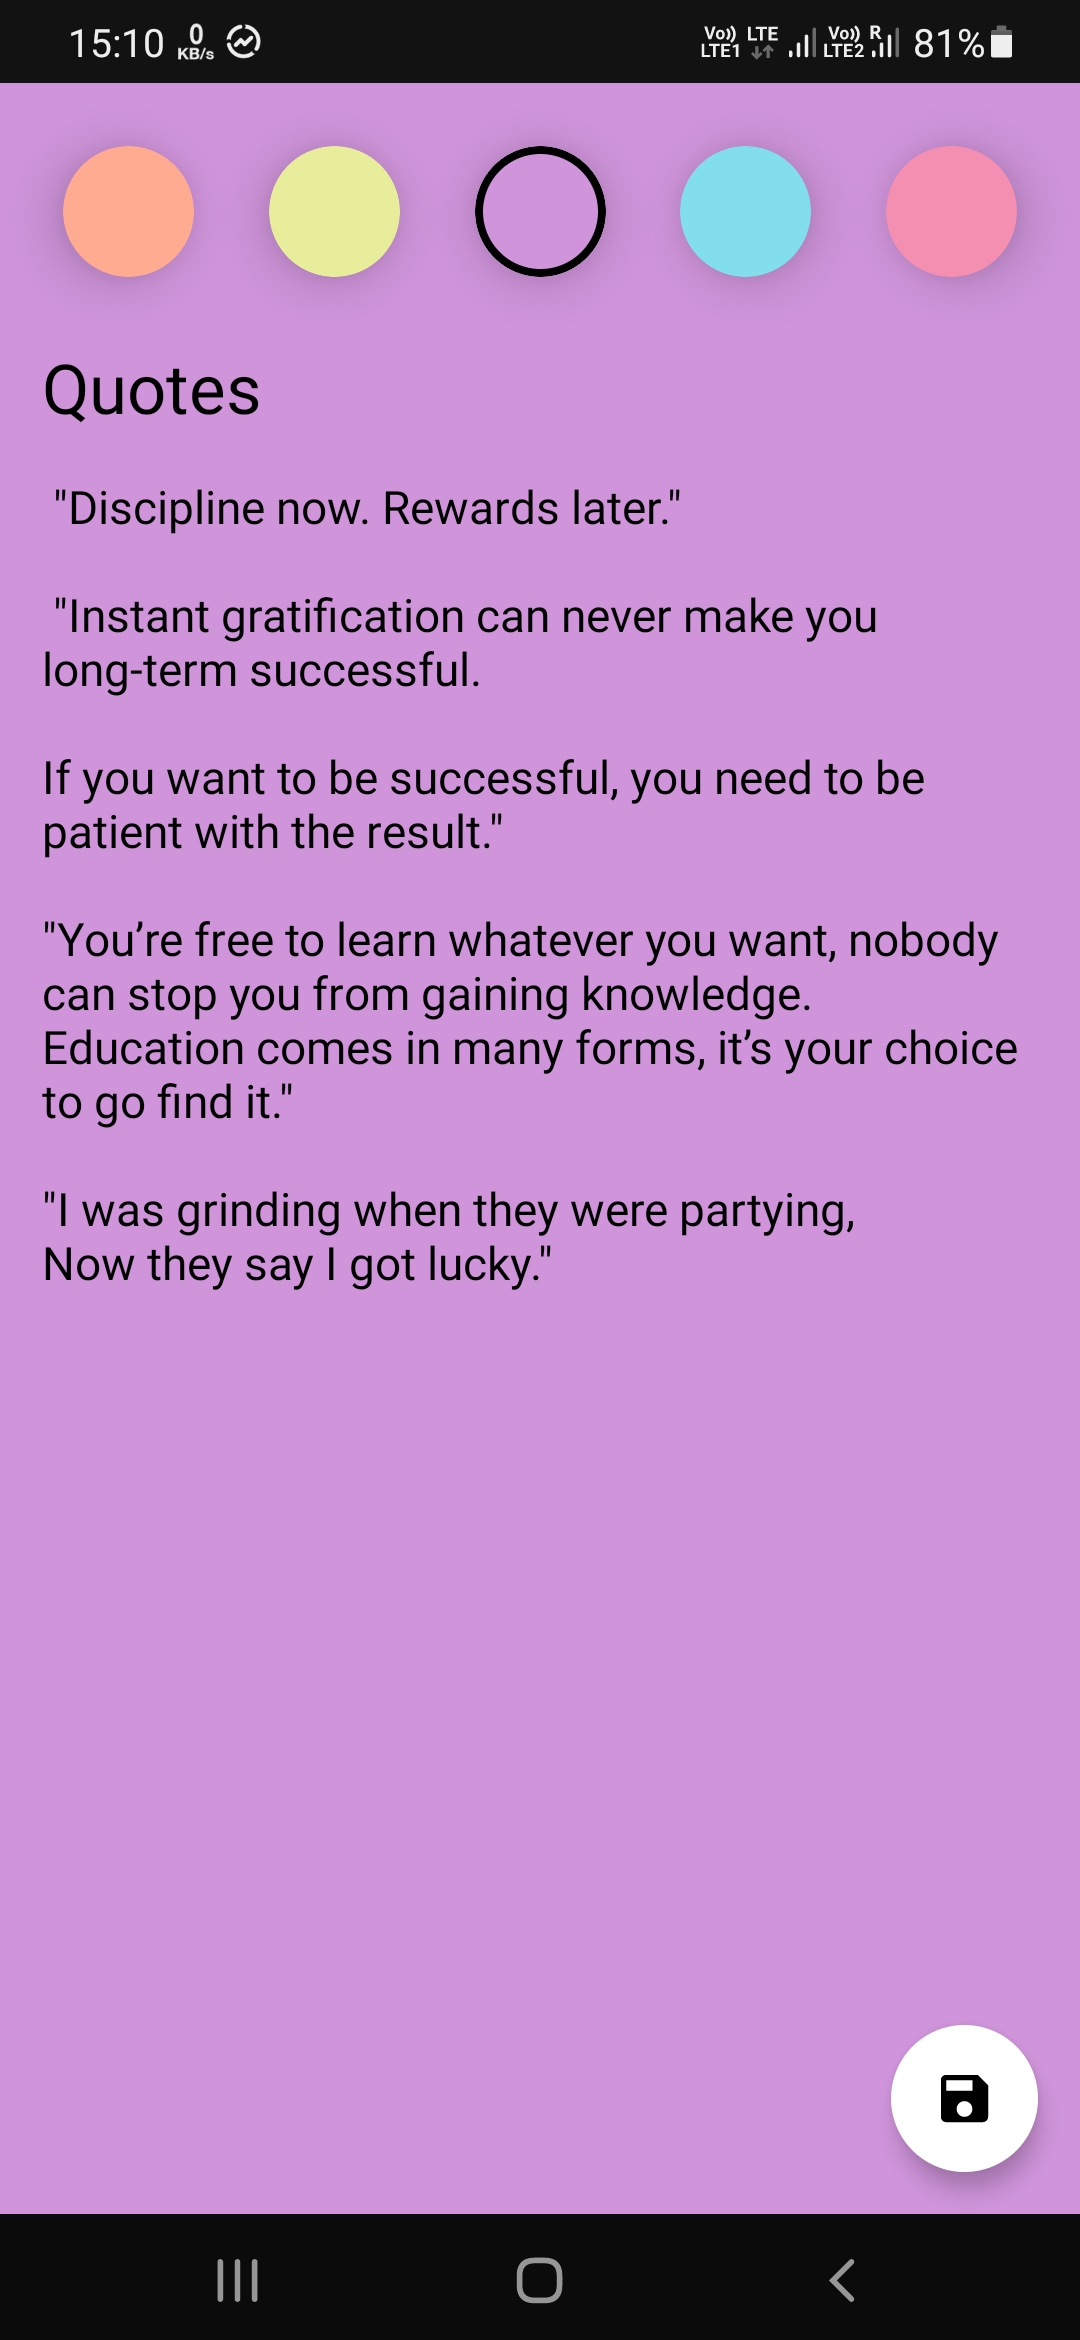 15:10 0 KB/s Vo)) LTE1 LTE Vo)) LTE2 R 81%
Quotes
"Discipline now. Rewards later."
"Instant gratification can never make you
long-term successful.
If you want to be successful, you need to be
patient with the result."
"You’re free to learn whatever you want, nobody
can stop you from gaining knowledge.
Education comes in many forms, it’s your choice
to go find it."
"I was grinding when they were partying,
Now they say I got lucky."